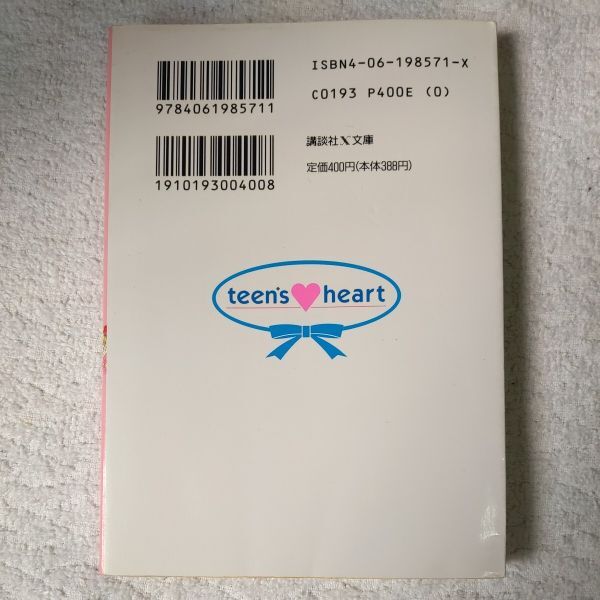 9784061985711
ISBN4-06-198571-X
C0193 P400E (0)
1910193004008
講談社X文庫
定価400円(本体388円)
teen's♥heart